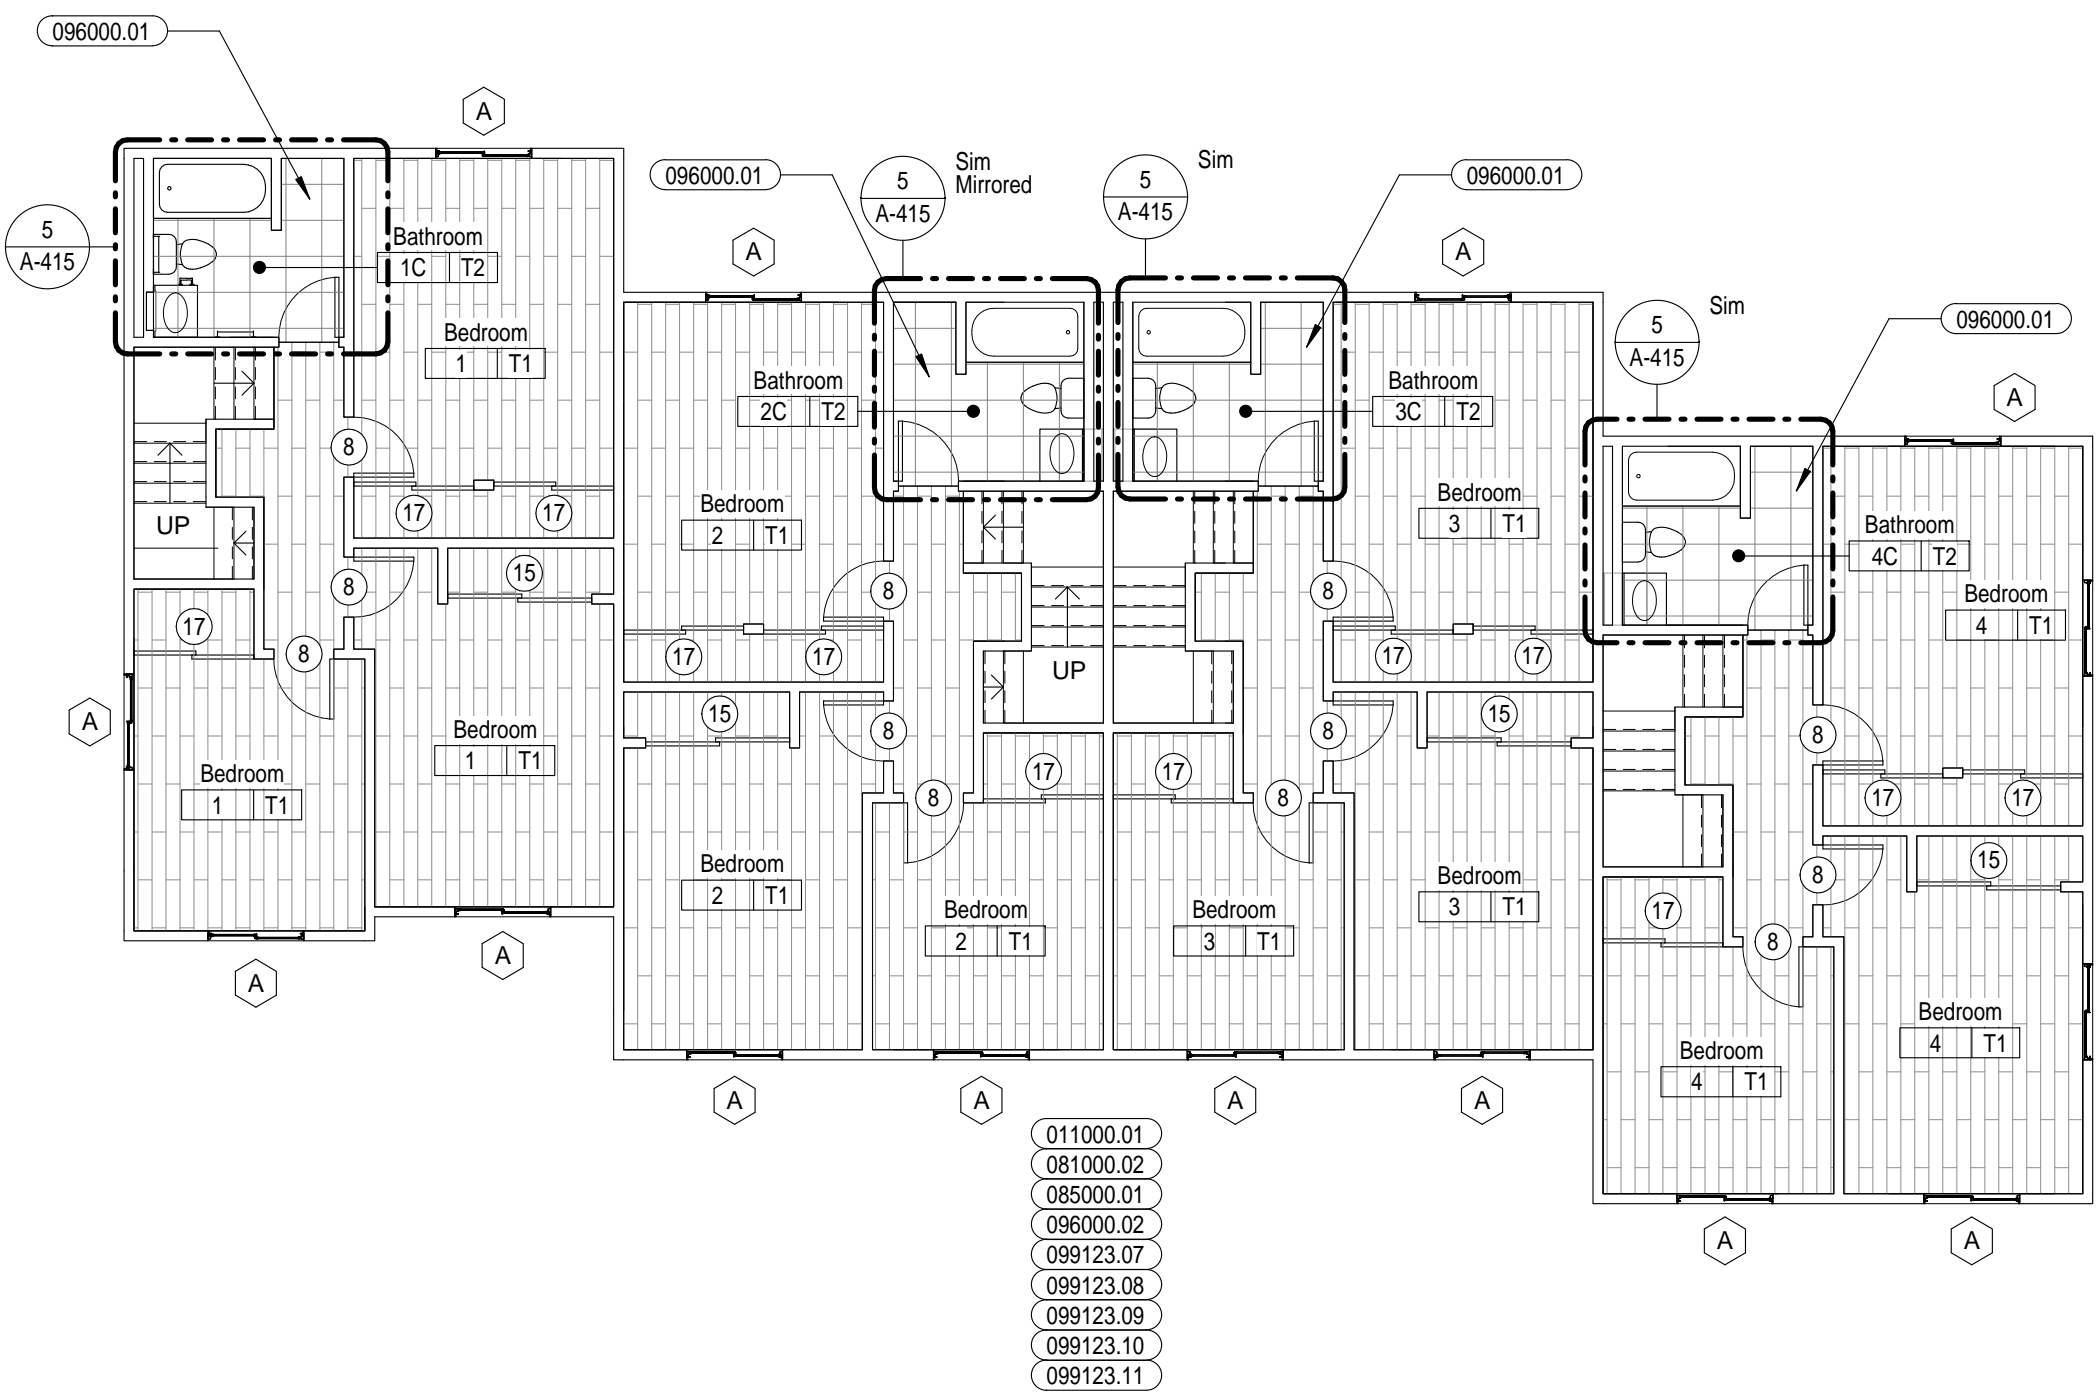 096000.01
A
5
A-415
Bathroom
1C T2
Bedroom
1 T1
8
17
17
UP
8
15
17
8
A
Bedroom
1 T1
Bedroom
1 T1
A
A
096000.01
5
A-415
Sim
Mirrored
A
Bathroom
2C T2
Bedroom
2 T1
8
17
17
UP
15
8
17
8
Bedroom
2 T1
Bedroom
2 T1
A
A
5
A-415
Sim
096000.01
A
Bathroom
3C T2
Bedroom
3 T1
8
17
17
15
8
17
8
Bedroom
3 T1
Bedroom
3 T1
A
A
5
A-415
Sim
096000.01
A
Bathroom
4C T2
Bedroom
4 T1
8
17
17
15
8
17
8
Bedroom
4 T1
Bedroom
4 T1
A
A
011000.01
081000.02
085000.01
096000.02
099123.07
099123.08
099123.09
099123.10
099123.11